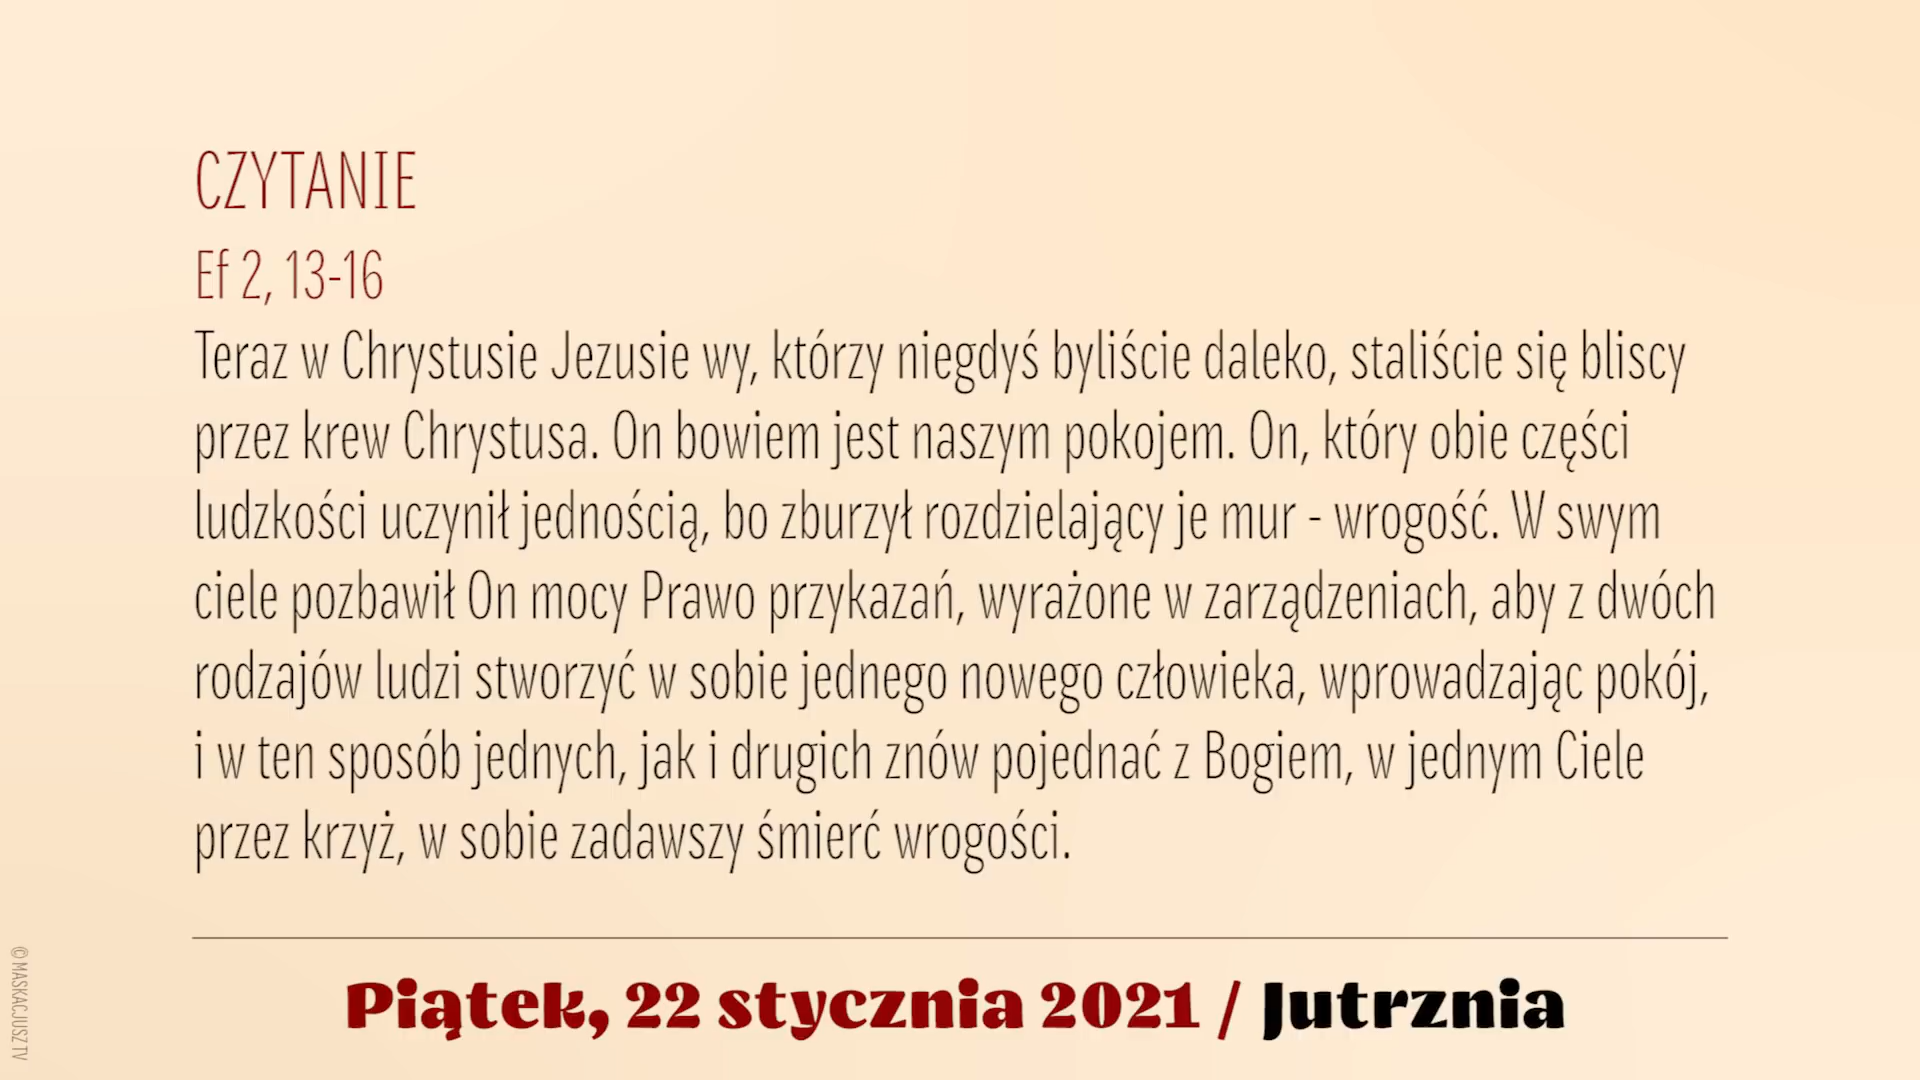 CZYTANIE
Ef 2, 13-16
Teraz w Chrystusie Jezusie wy, którzy niegdyś byliście daleko, staliście się bliscy
przez krew Chrystusa. On bowiem jest naszym pokojem. On, który obie części
ludzkości uczynił jednością, bo zburzył rozdzielający je mur - wrogość. W swym
ciele pozbawił On mocy Prawo przykazań, wyrażone w zarządzeniach, aby z dwóch
rodzajów ludzi stworzyć w sobie jednego nowego człowieka, wprowadzając pokój,
i w ten sposób jednych, jak i drugich znów pojednać z Bogiem, w jednym Ciele
przez krzyż, w sobie zadawszy śmierć wrogości.
Piątek, 22 stycznia 2021 / Jutrznia
© MASKACJUSZ TV